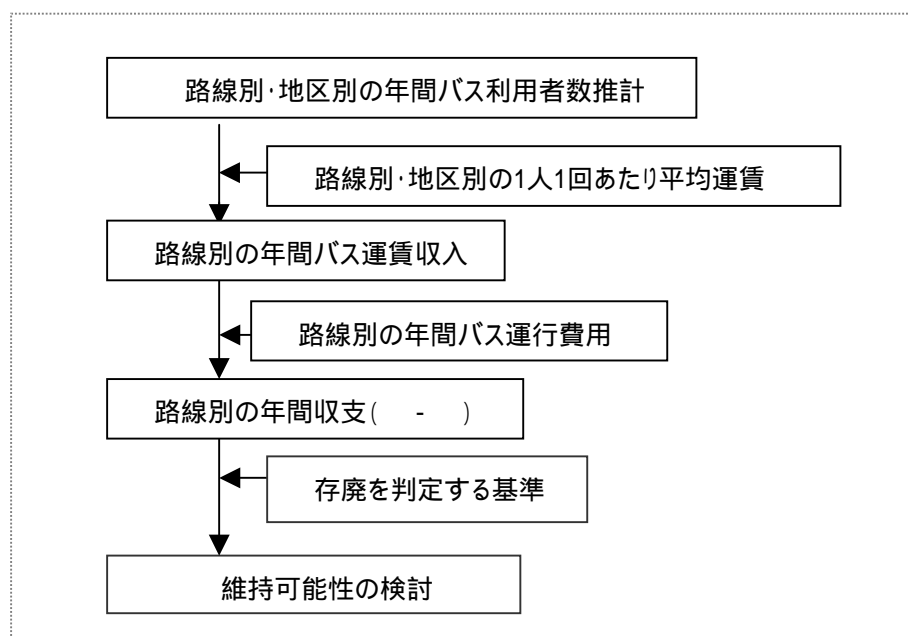 路線別･地区別の年間バス利用者数推計
路線別･地区別の1人1回あたり平均運賃
路線別の年間バス運賃収入
路線別の年間バス運行費用
路線別の年間収支( - )
存廃を判定する基準
維持可能性の検討